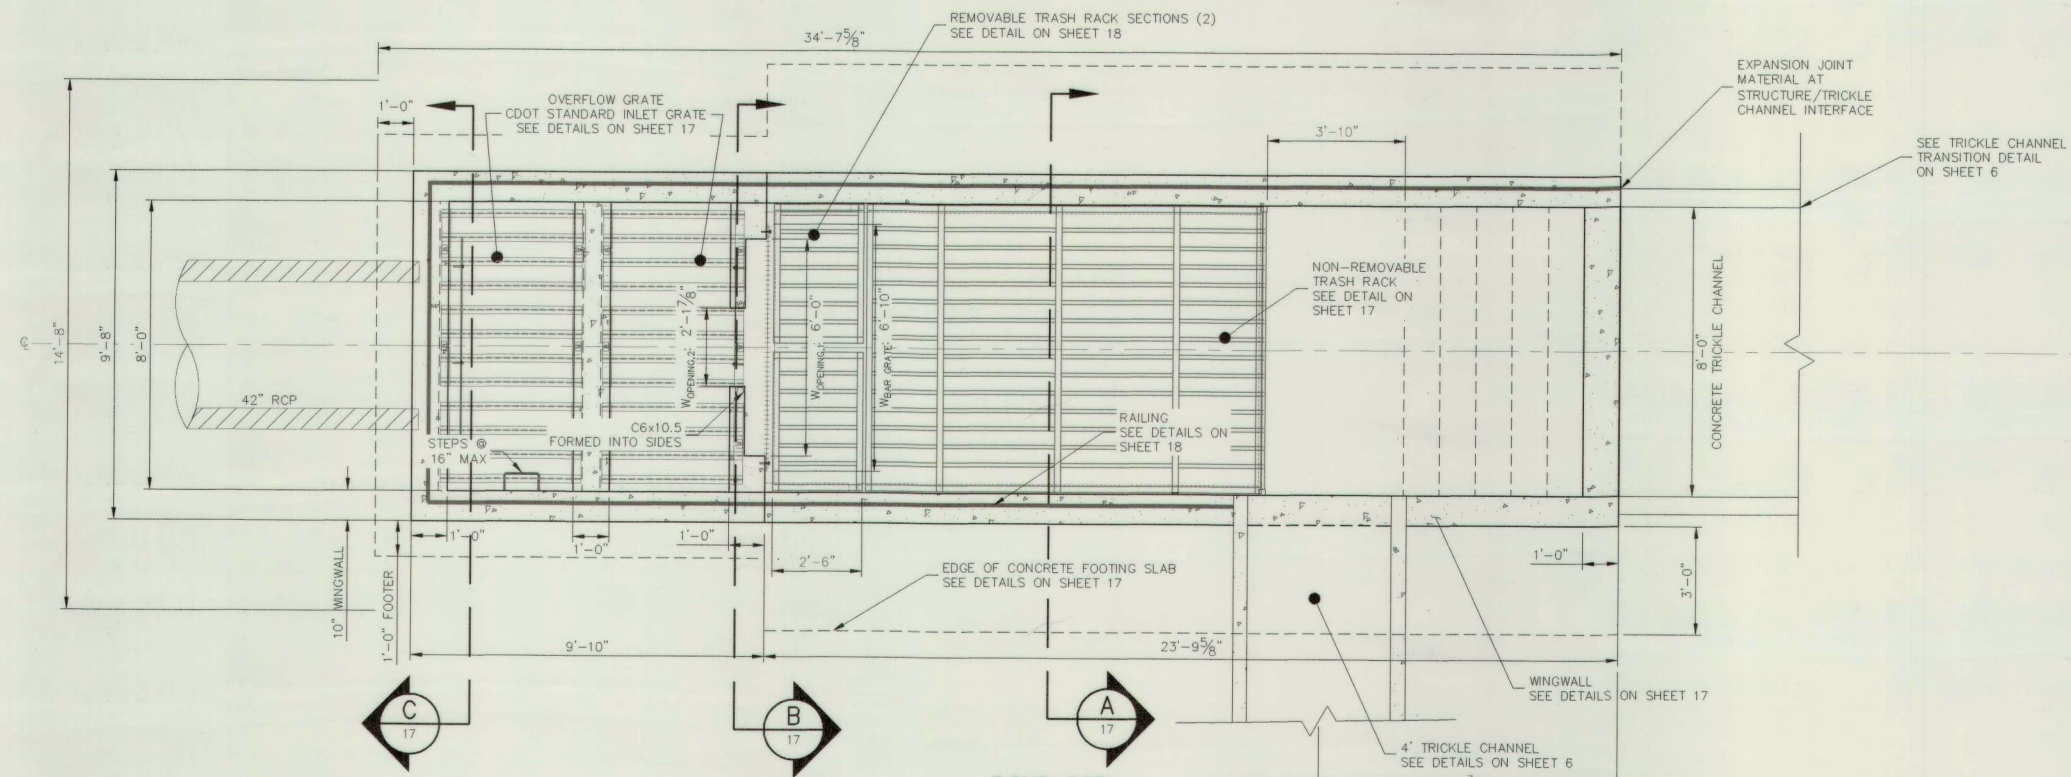 REMOVABLE TRASH RACK SECTIONS (2)
SEE DETAIL ON SHEET 18
34'-7⅝"
EXPANSION JOINT
MATERIAL AT
STRUCTURE/TRICKLE
CHANNEL INTERFACE
1'-0"
OVERFLOW GRATE
CDOT STANDARD INLET GRATE
SEE DETAILS ON SHEET 17
3'-10"
SEE TRICKLE CHANNEL
TRANSITION DETAIL
ON SHEET 6
NON-REMOVABLE
TRASH RACK
SEE DETAIL ON
SHEET 17
14'-8"
9'-8"
8'-0"
WOPENING,2: 2'-1⅞"
WOPENING,1: 6'-0"
WBEAR GRATE: 6'-10"
8'-0"
CONCRETE TRICKLE CHANNEL
42" RCP
STEPS @
16" MAX
C6x10.5
FORMED INTO SIDES
RAILING
SEE DETAILS ON
SHEET 18
1'-0"
1'-0"
1'-0"
2'-6"
1'-0"
3'-0"
10" WINGWALL
1'-0" FOOTER
EDGE OF CONCRETE FOOTING SLAB
SEE DETAILS ON SHEET 17
9'-10"
23'-9⅝"
WINGWALL
SEE DETAILS ON SHEET 17
C
17
B
17
A
17
4' TRICKLE CHANNEL
SEE DETAILS ON SHEET 6